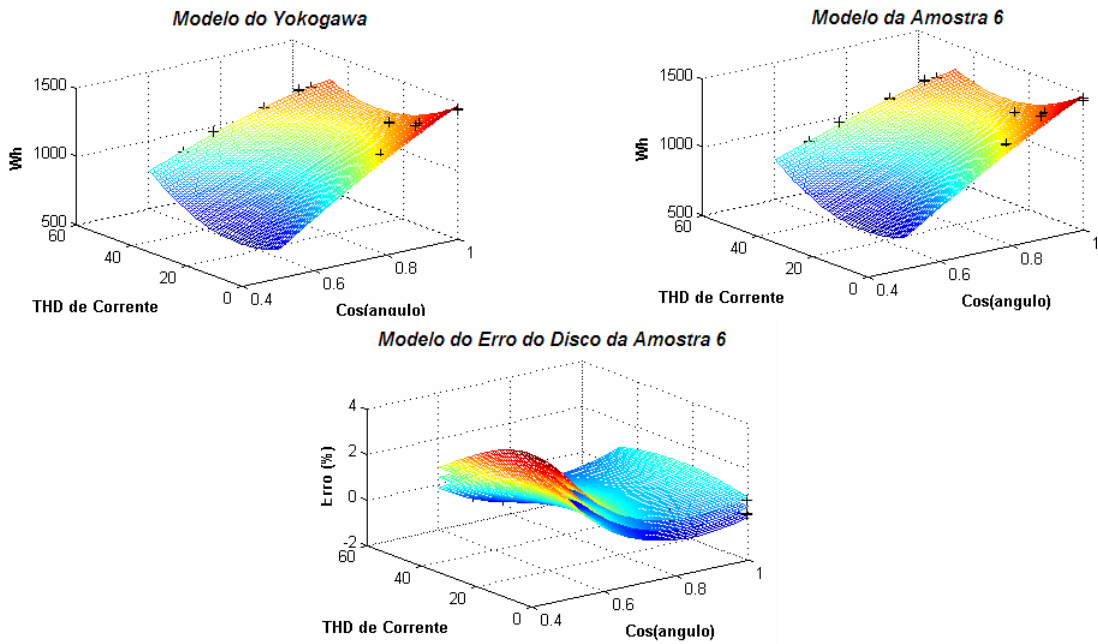 Modelo do Yokogawa
1500
1000
500
Wh
60
40
20
0
0.4
0.6
0.8
1
THD de Corrente
Cos(angulo)
Modelo da Amostra 6
1500
1000
500
Wh
60
40
20
0
0.4
0.6
0.8
1
THD de Corrente
Cos(angulo)
Modelo do Erro do Disco da Amostra 6
4
2
0
-2
Erro (%)
60
40
20
0
0.4
0.6
0.8
1
THD de Corrente
Cos(angulo)